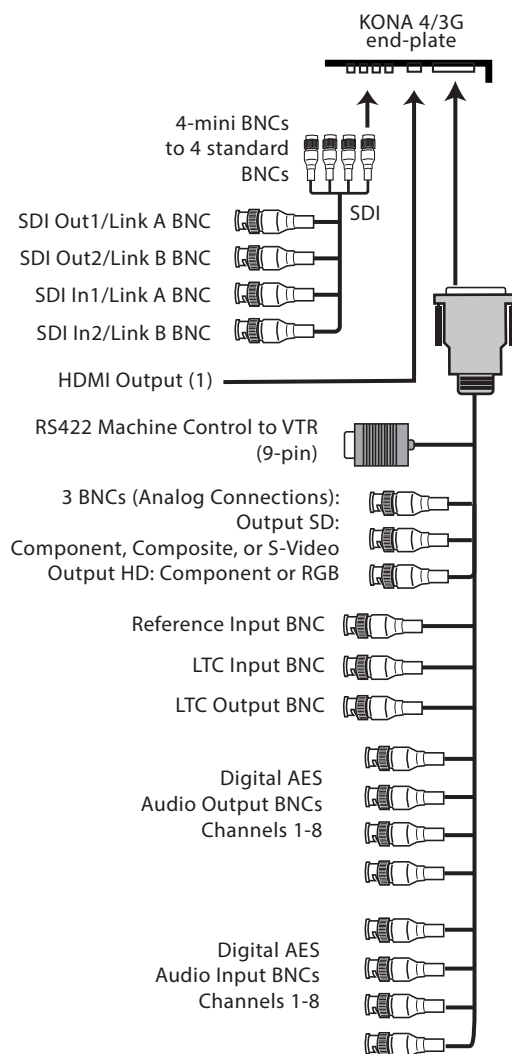 KONA 4/3G
end-plate
4-mini BNCs
to 4 standard
BNCs
SDI
SDI Out1/Link A BNC
SDI Out2/Link B BNC
SDI In1/Link A BNC
SDI In2/Link B BNC
HDMI Output (1)
RS422 Machine Control to VTR
(9-pin)
3 BNCs (Analog Connections):
Output SD:
Component, Composite, or S-Video
Output HD: Component or RGB
Reference Input BNC
LTC Input BNC
LTC Output BNC
Digital AES
Audio Output BNCs
Channels 1-8
Digital AES
Audio Input BNCs
Channels 1-8